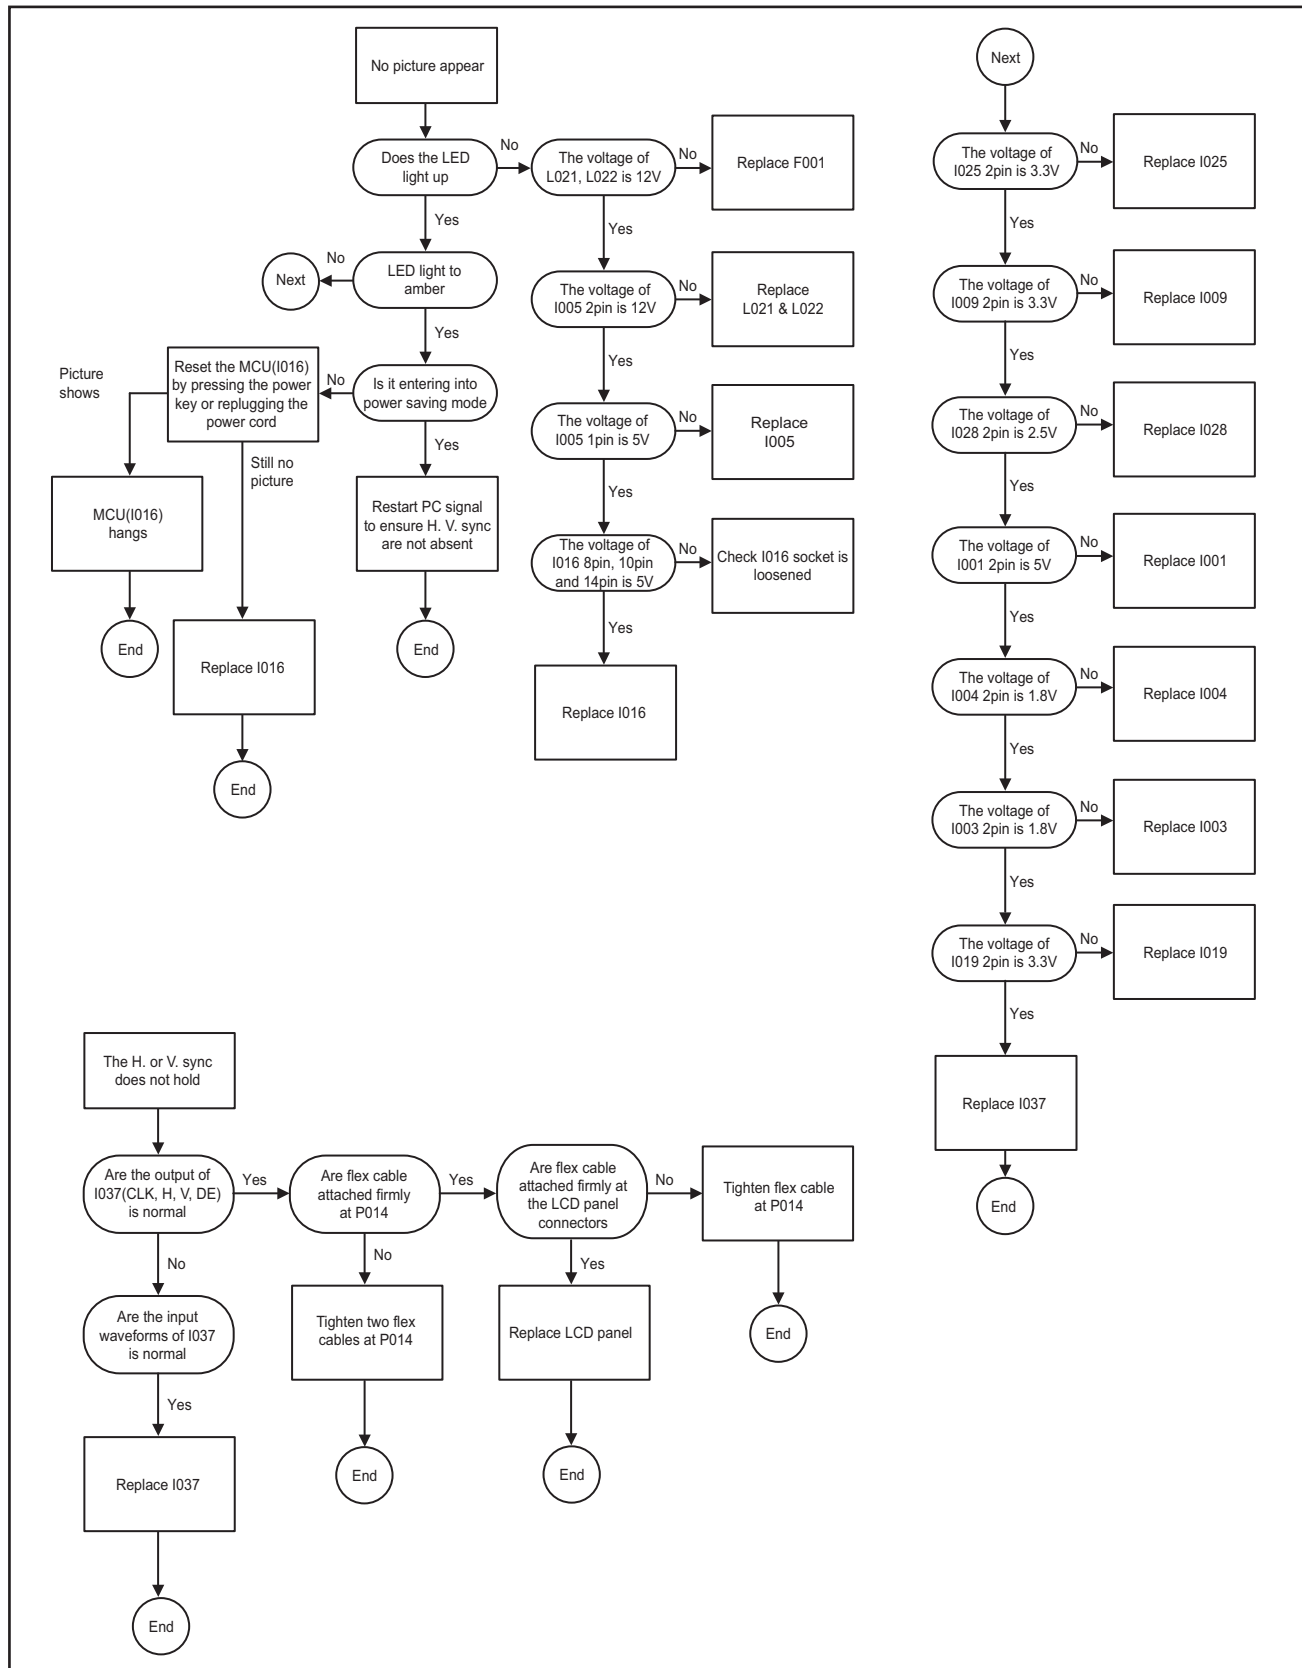 No picture appear
Does the LED
light up
No
The voltage of
L021, L022 is 12V
No
Replace F001
Yes
Yes
LED light to
amber
No
Next
The voltage of
I005 2pin is 12V
No
Replace
L021 & L022
Yes
Yes
Is it entering into
power saving mode
No
Reset the MCU(I016)
by pressing the power
key or replugging the
power cord
Picture
shows
Still no
picture
MCU(I016)
hangs
End
Replace I016
End
Yes
Restart PC signal
to ensure H. V. sync
are not absent
End
The voltage of
I005 1pin is 5V
No
Replace
I005
Yes
The voltage of
I016 8pin, 10pin
and 14pin is 5V
No
Check I016 socket is
loosened
Yes
Replace I016
Next
The voltage of
I025 2pin is 3.3V
No
Replace I025
Yes
The voltage of
I009 2pin is 3.3V
No
Replace I009
Yes
The voltage of
I028 2pin is 2.5V
No
Replace I028
Yes
The voltage of
I001 2pin is 5V
No
Replace I001
Yes
The voltage of
I004 2pin is 1.8V
No
Replace I004
Yes
The voltage of
I003 2pin is 1.8V
No
Replace I003
Yes
The voltage of
I019 2pin is 3.3V
No
Replace I019
Yes
Replace I037
End
The H. or V. sync
does not hold
Are the output of
I037(CLK, H, V, DE)
is normal
Yes
Are flex cable
attached firmly
at P014
Yes
Are flex cable
attached firmly at
the LCD panel
connectors
No
Tighten flex cable
at P014
End
No
Are the input
waveforms of I037
is normal
Yes
Replace I037
End
No
Tighten two flex
cables at P014
End
Yes
Replace LCD panel
End